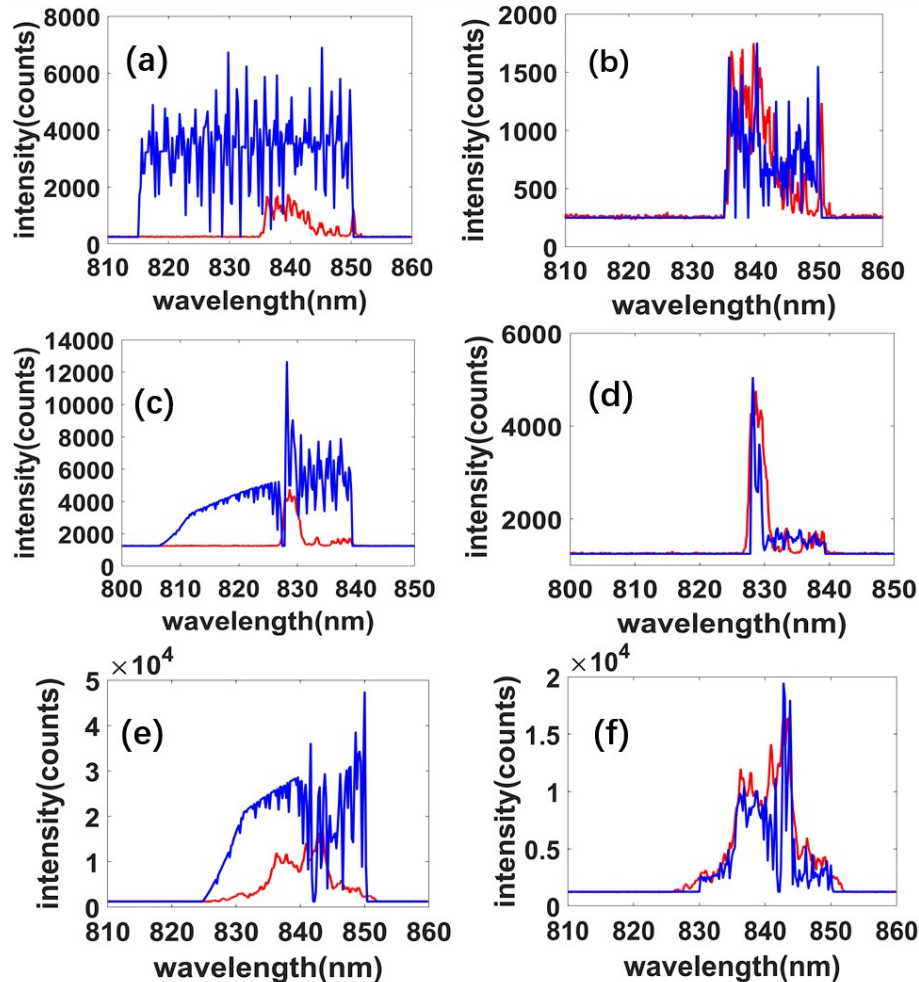 8000
6000
4000
2000
0
(a)
810 820 830 840 850 860
wavelength(nm)
intensity(counts)
2000
1500
1000
500
0
(b)
810 820 830 840 850 860
wavelength(nm)
intensity(counts)
14000
12000
10000
8000
6000
4000
2000
0
(c)
800 810 820 830 840 850
wavelength(nm)
intensity(counts)
6000
4000
2000
(d)
800 810 820 830 840 850
wavelength(nm)
intensity(counts)
×10⁴
5
4
3
2
1
0
(e)
810 820 830 840 850 860
wavelength(nm)
intensity(counts)
×10⁴
2
1.5
1
0.5
0
(f)
810 820 830 840 850 860
wavelength(nm)
intensity(counts)